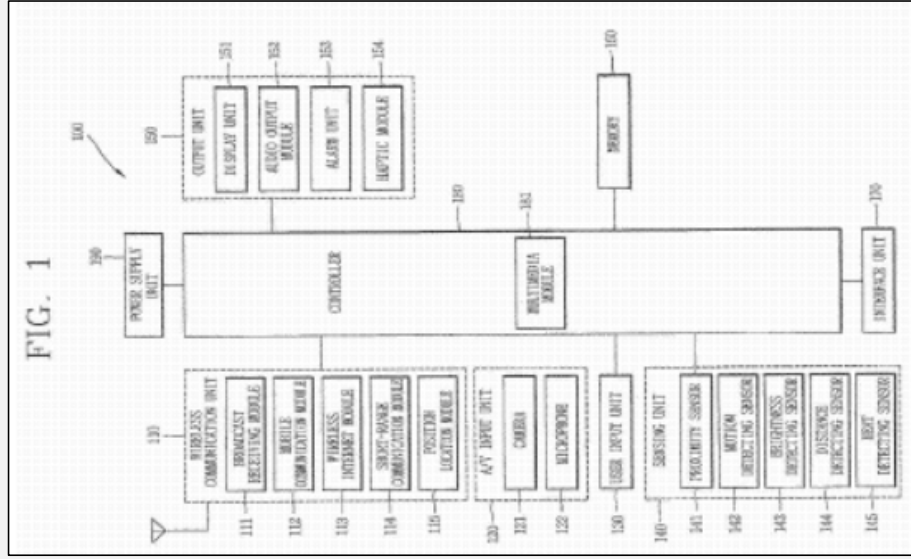 FIG. 1
100
190
POWER SUPPLY
UNIT
110
WIRELESS
COMMUNICATION UNIT
BROADCAST
RECEIVING MODULE
111
MOBILE
COMMUNICATION MODULE
112
WIRELESS
INTERNET MODULE
113
SHORT-RANGE
COMMUNICATION MODULE
114
POSITION
LOCATION MODULE
115
A/V INPUT UNIT
120
CAMERA
121
MICROPHONE
122
USER INPUT UNIT
130
SENSING UNIT
140
PROXIMITY SENSOR
141
MOTION
DETECTING SENSOR
142
BRIGHTNESS
DETECTING SENSOR
143
DISTANCE
DETECTING SENSOR
144
HEAT
DETECTING SENSOR
145
CONTROLLER
180
MULTIMEDIA
MODULE
181
150
OUTPUT UNIT
DISPLAY UNIT
151
AUDIO OUTPUT
MODULE
152
ALARM UNIT
153
HAPTIC MODULE
154
MEMORY
160
INTERFACE UNIT
170